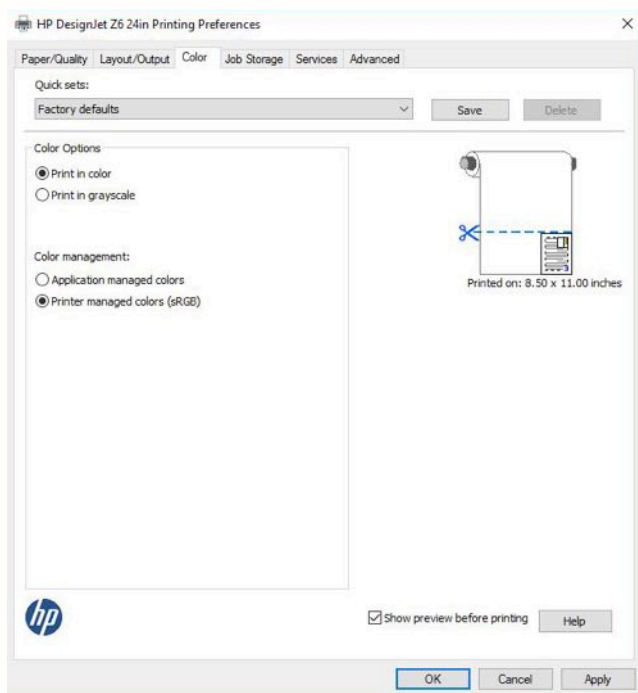 HP DesignJet Z6 24in Printing Preferences
Paper/Quality Layout/Output Color Job Storage Services Advanced
Quick sets:
Factory defaults Save Delete
Color Options
Print in color
Print in grayscale
Color management:
Application managed colors
Printer managed colors (sRGB)
Printed on: 8.50 x 11.00 inches
hp
Show preview before printing Help
OK Cancel Apply